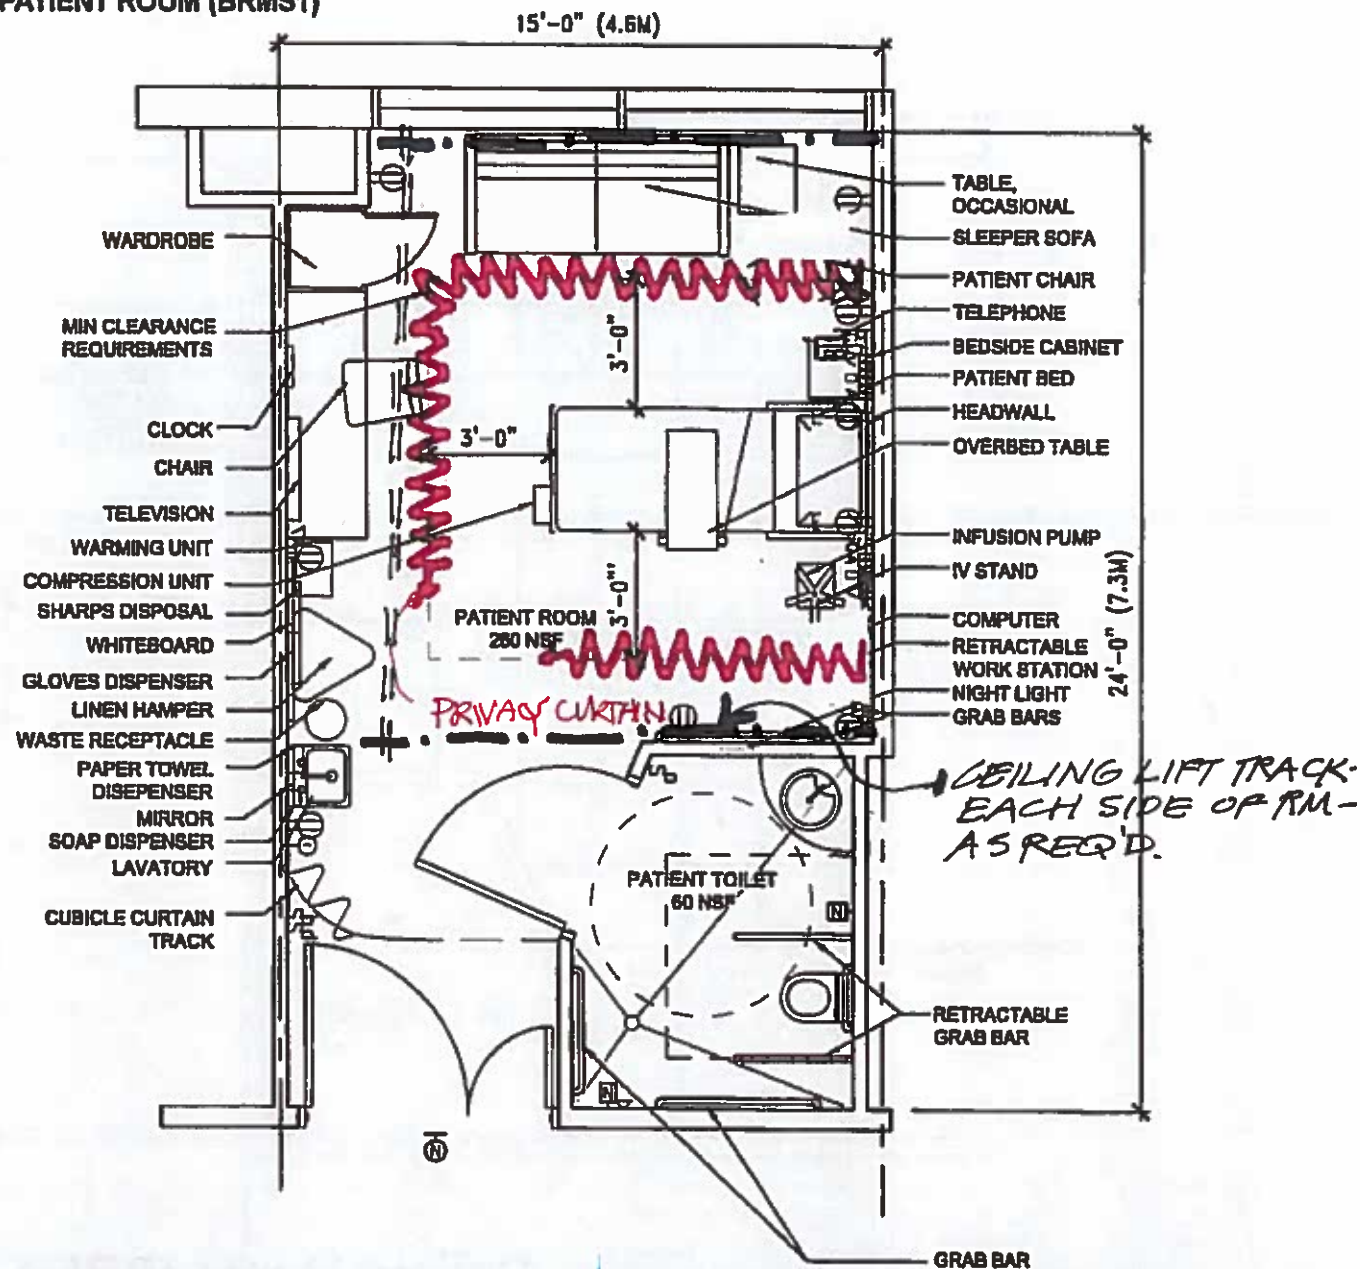 PATIENT ROOM (BRMS1)
15'-0" (4.6M)
WARDROBE
MIN CLEARANCE
REQUIREMENTS
CLOCK
CHAIR
TELEVISION
WARMING UNIT
COMPRESSION UNIT
SHARPS DISPOSAL
WHITEBOARD
GLOVES DISPENSER
LINEN HAMPER
WASTE RECEPTACLE
PAPER TOWEL
DISEPENSER
MIRROR
SOAP DISPENSER
LAVATORY
CUBICLE CURTAIN
TRACK
3'-0"
3'-0"
3'-0"
PATIENT ROOM
260 NSF
PRIVACY CURTAIN
PATIENT TOILET
60 NSF
N
N
N
TABLE,
OCCASIONAL
SLEEPER SOFA
PATIENT CHAIR
TELEPHONE
BEDSIDE CABINET
PATIENT BED
HEADWALL
OVERBED TABLE
INFUSION PUMP
IV STAND
COMPUTER
RETRACTABLE
WORK STATION
NIGHT LIGHT
GRAB BARS
24'-0" (7.3M)
CEILING LIFT TRACK-
EACH SIDE OF RM-
AS REQ'D.
RETRACTABLE
GRAB BAR
GRAB BAR